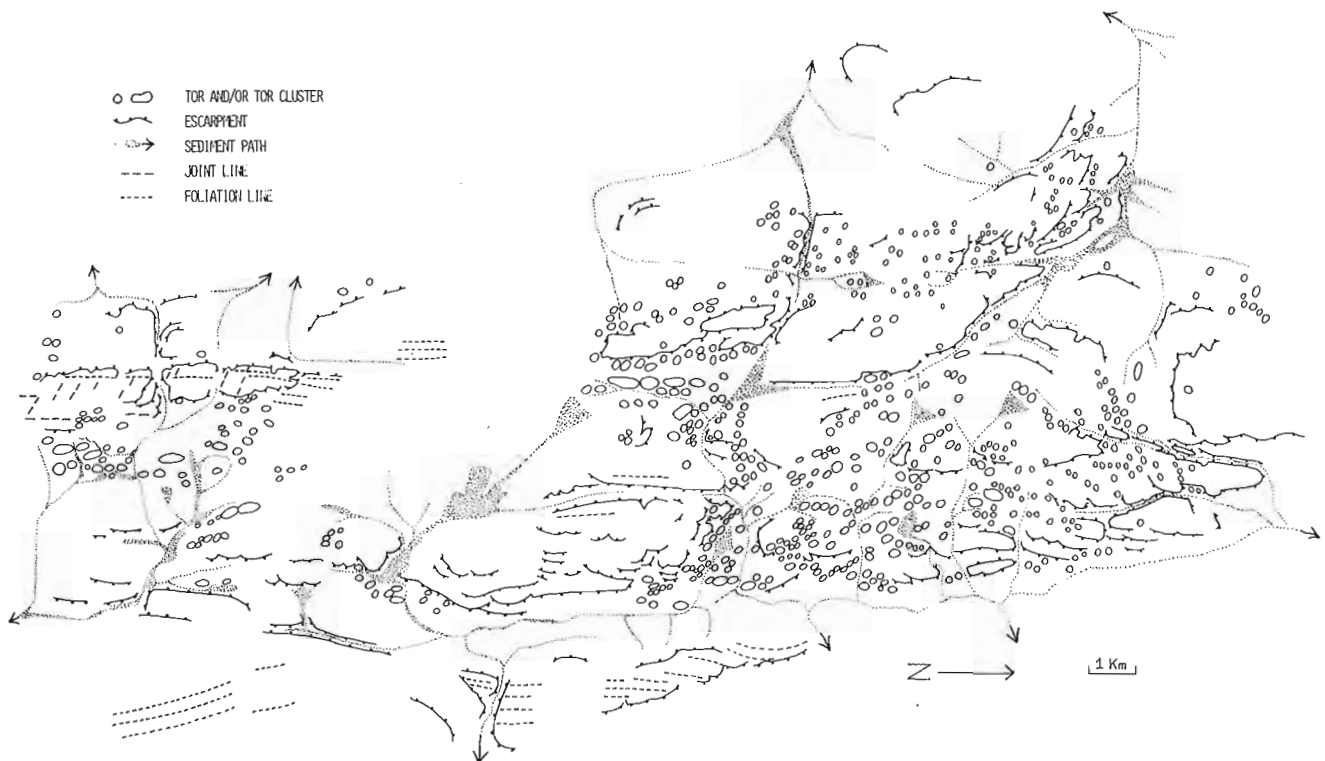 TOR AND/OR TOR CLUSTER
ESCARPMENT
SEDIMENT PATH
JOINT LINE
FOLIATION LINE
N
1 Km